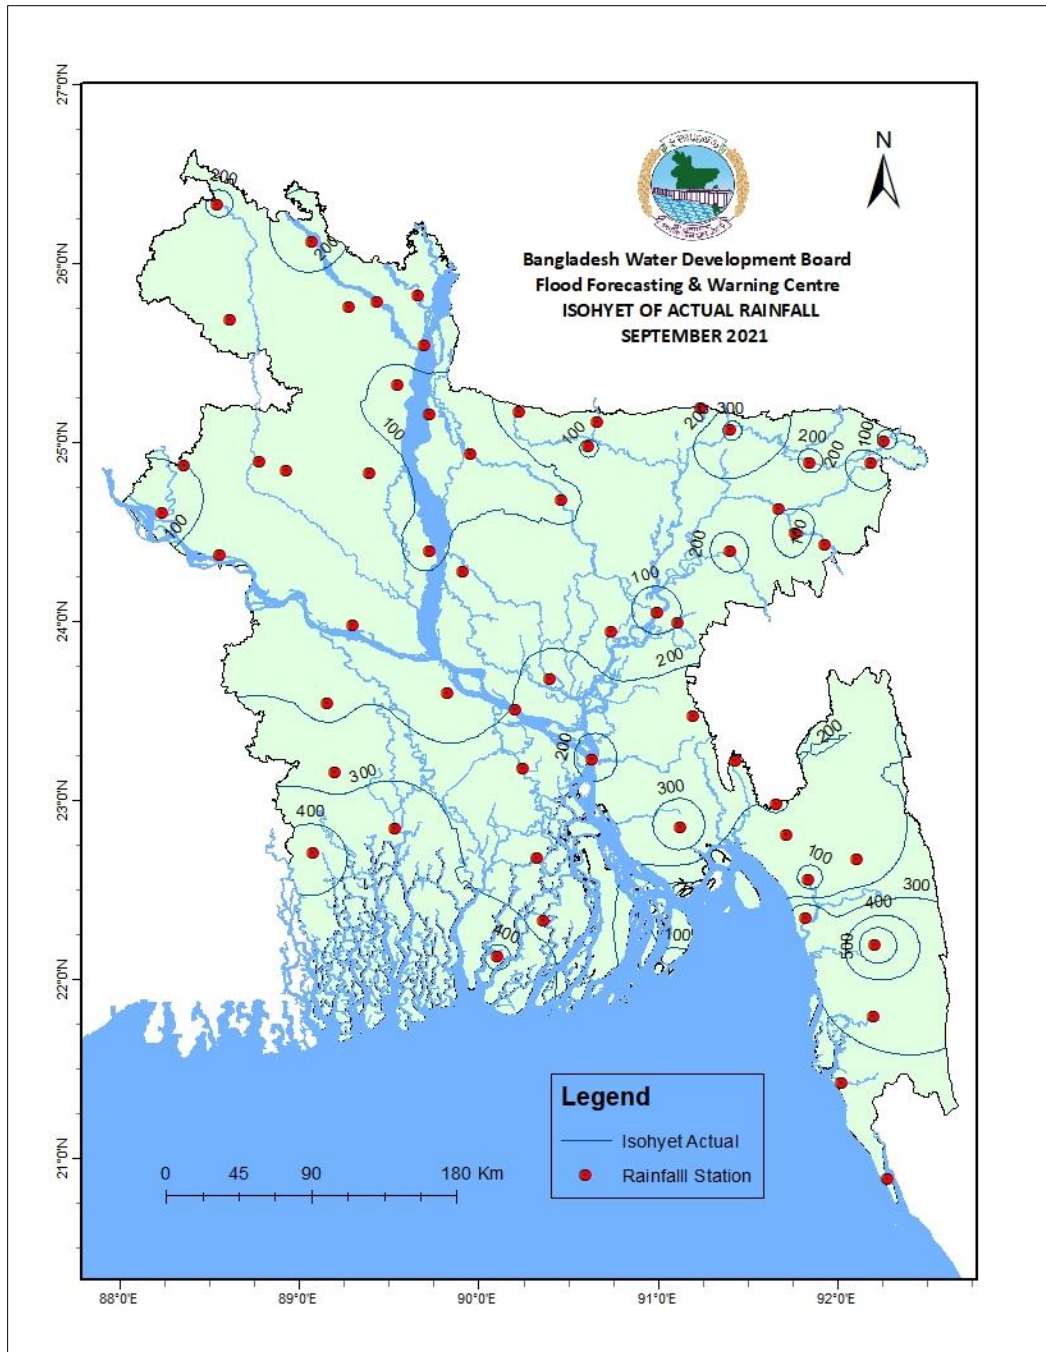 Bangladesh Water Development Board
Flood Forecasting & Warning Centre
ISOHYET OF ACTUAL RAINFALL
SEPTEMBER 2021
N
27°0'N
26°0'N
25°0'N
24°0'N
23°0'N
22°0'N
21°0'N
200
200
100
100
100
200
300
200
200
100
200
100
100
200
200
200
300
400
300
200
100
300
400
500
400
100
Legend
Isohyet Actual
Rainfalll Station
0 45 90 180 Km
88°0'E 89°0'E 90°0'E 91°0'E 92°0'E